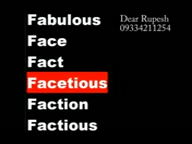 Fabulous
Face
Fact
Facetious
Faction
Factious
Dear Rupesh
09334211254